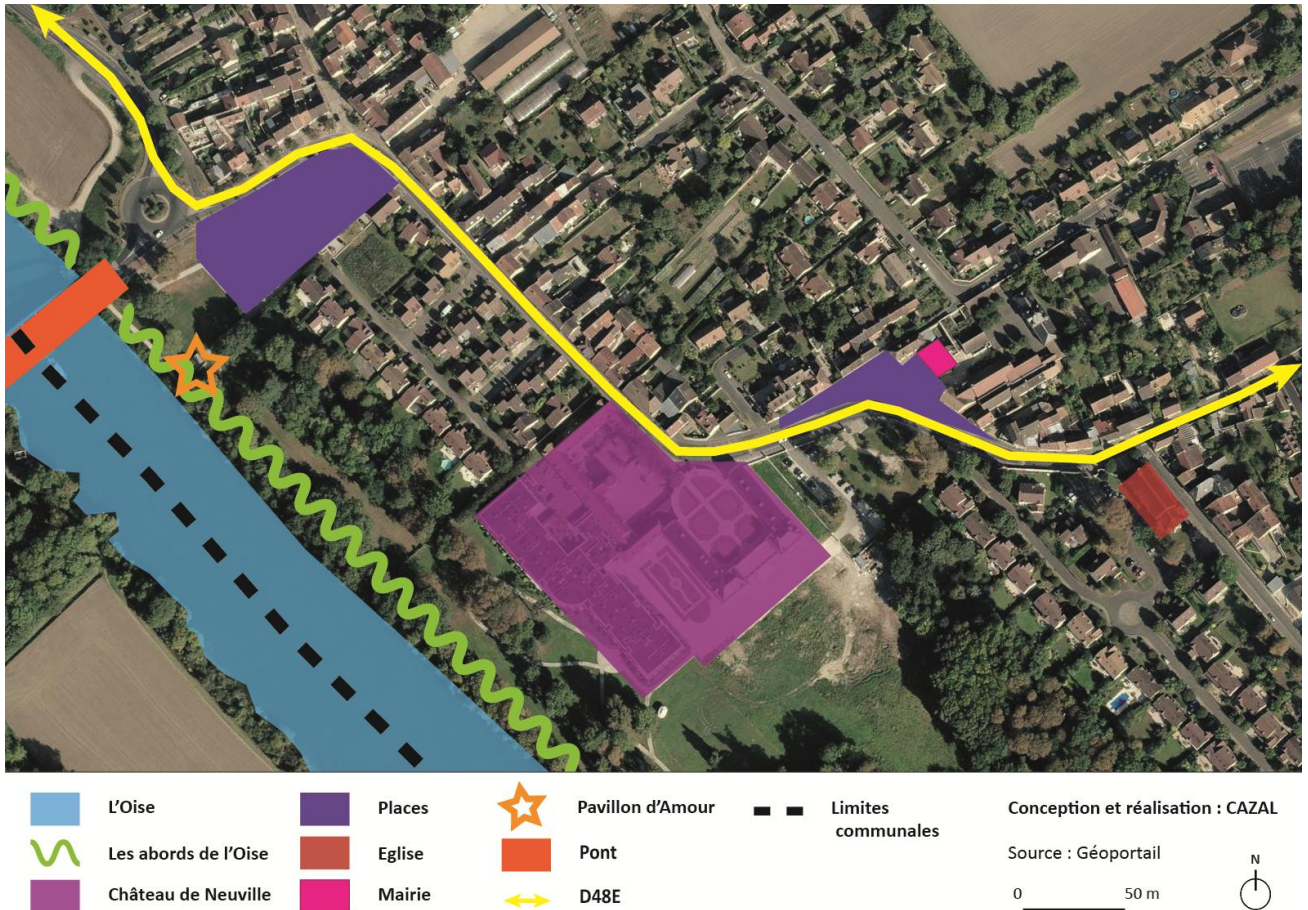 L'Oise
Les abords de l'Oise
Château de Neuville
Places
Eglise
Mairie
Pavillon d'Amour
Pont
D48E
Limites
communales
Conception et réalisation : CAZAL
Source : Géoportail
0 50 m
N